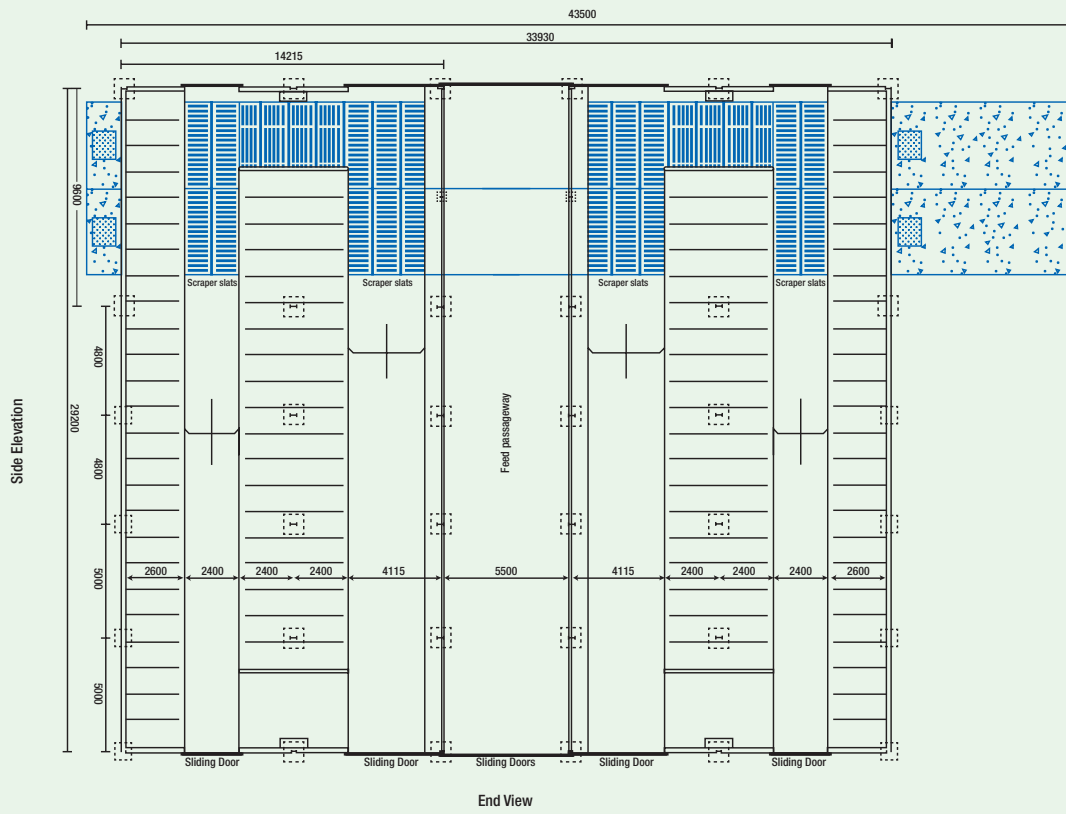 43500
33930
14215
9600
Scraper slats Scraper slats Scraper slats Scraper slats
4800
Side Elevation
29200
Feed passageway
4800
5000
2600 2400 2400 2400 4115 5500 4115 2400 2400 2400 2600
5000
Sliding Door Sliding Door Sliding Doors Sliding Door Sliding Door
End View